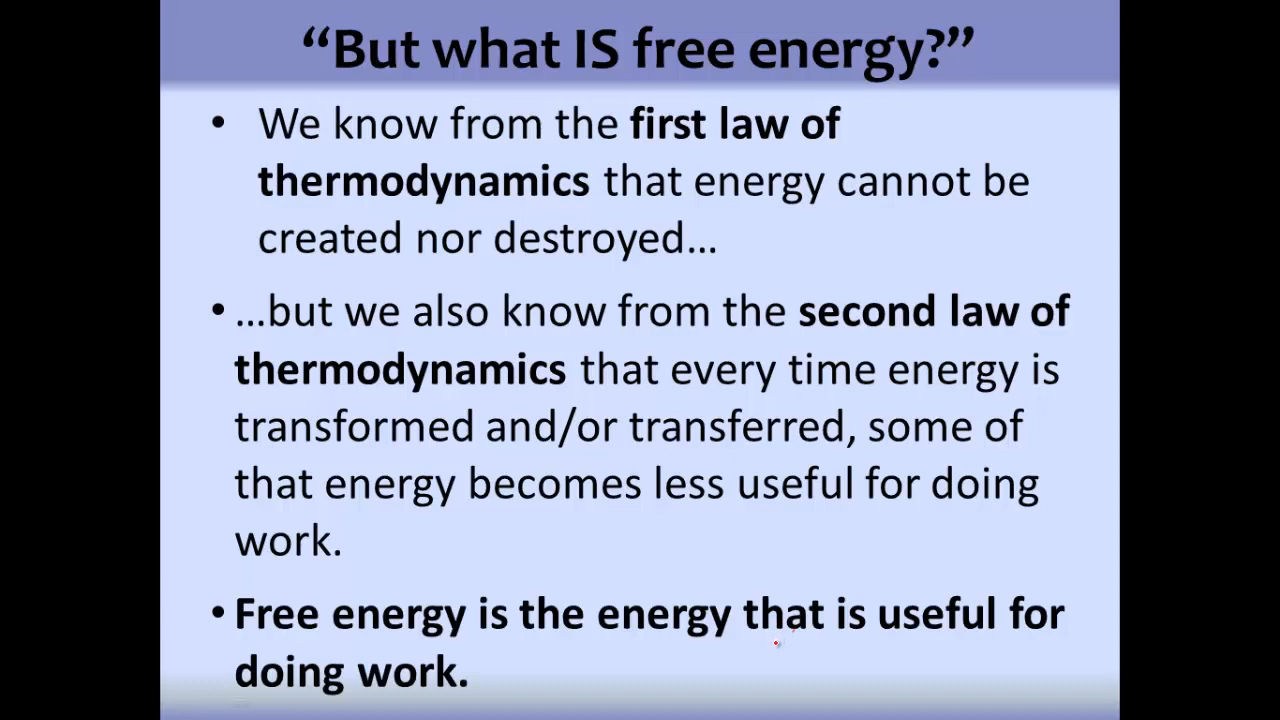 “But what IS free energy?”
• We know from the first law of
thermodynamics that energy cannot be
created nor destroyed…
• …but we also know from the second law of
thermodynamics that every time energy is
transformed and/or transferred, some of
that energy becomes less useful for doing
work.
• Free energy is the energy that is useful for
doing work.